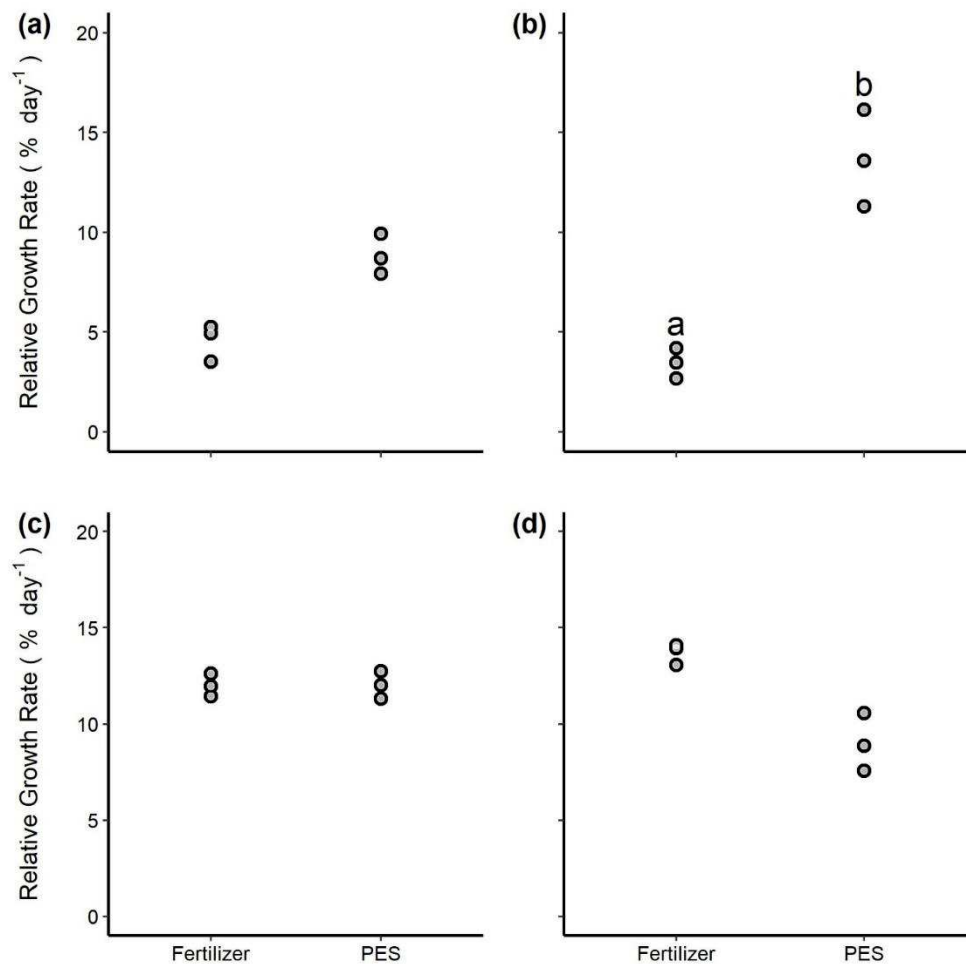 (a)
(b)
20
15
10
5
0
Relative Growth Rate ( % day⁻¹ )
a
b
(c)
(d)
20
15
10
5
0
Relative Growth Rate ( % day⁻¹ )
Fertilizer PES Fertilizer PES